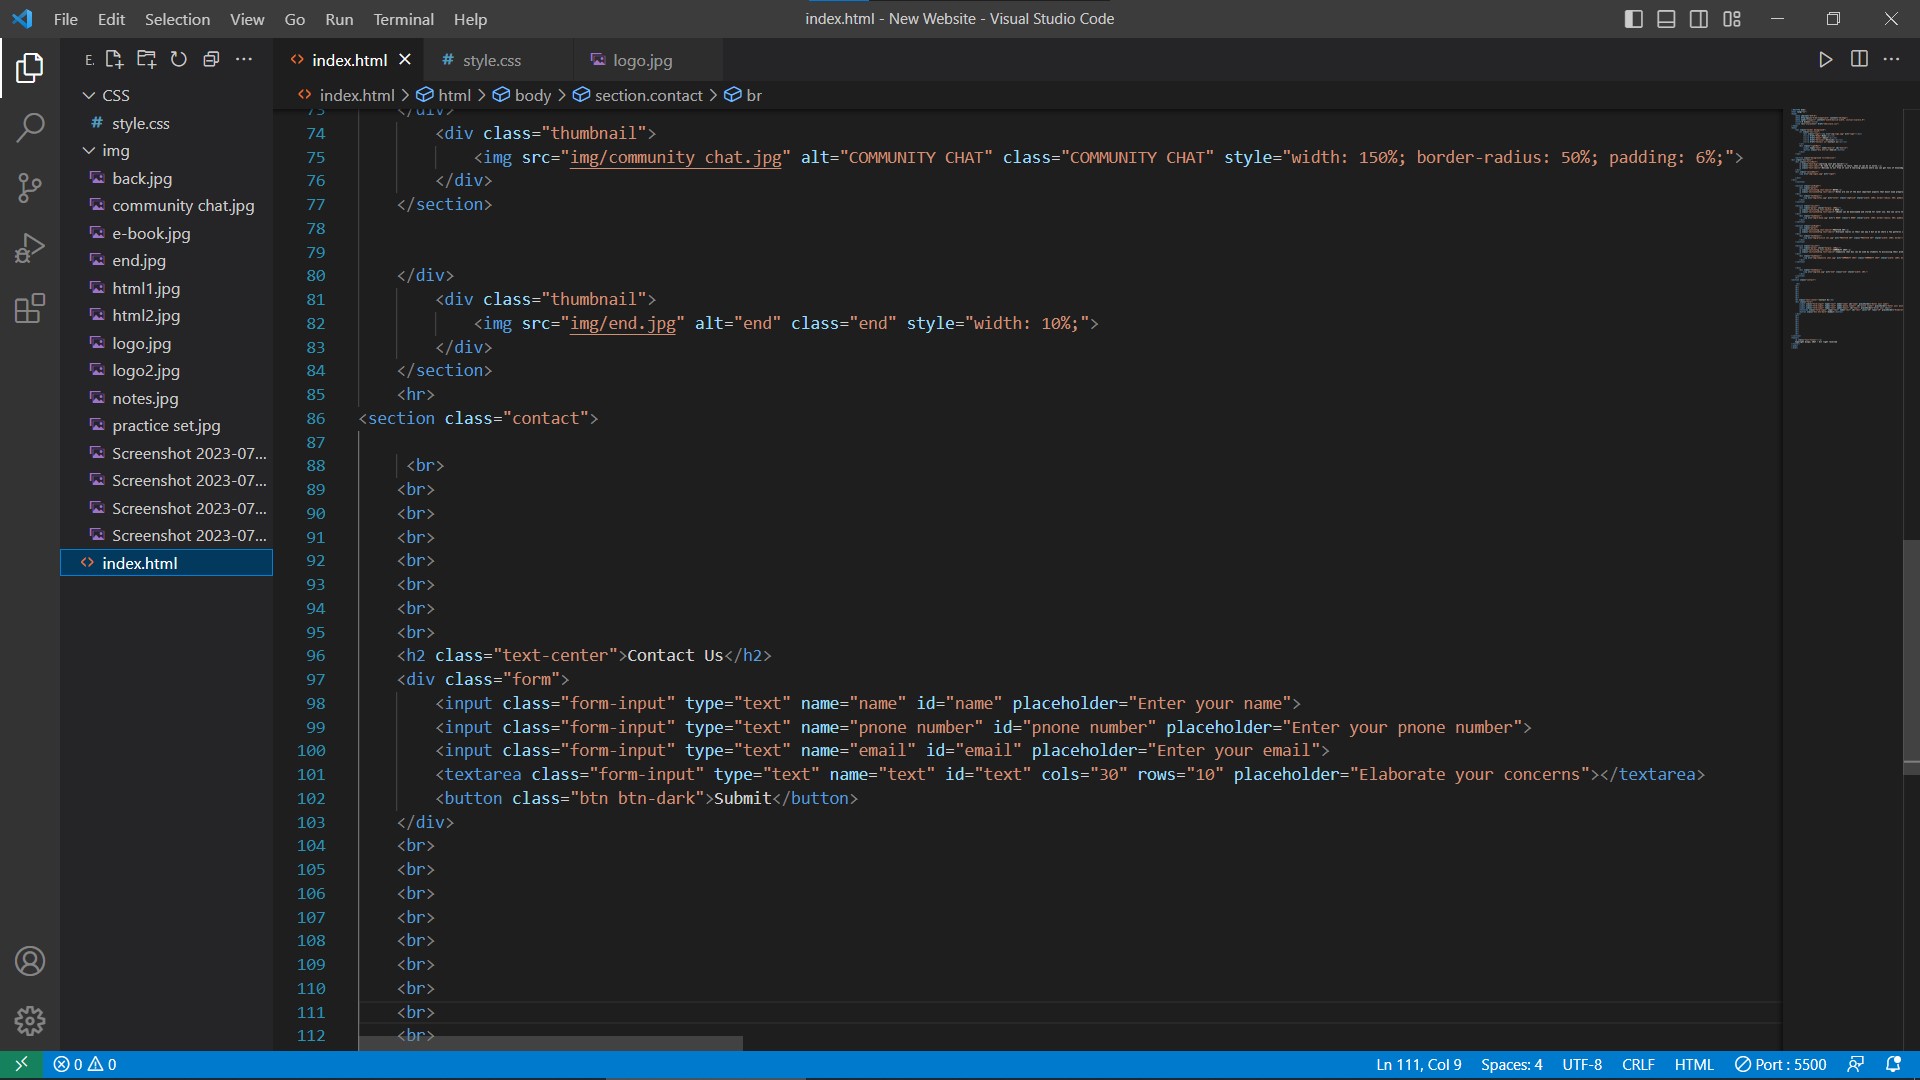 File Edit Selection View Go Run Terminal Help
index.html - New Website - Visual Studio Code
E.
index.html
style.css
logo.jpg
index.html > html > body > section.contact > br
CSS
style.css
img
back.jpg
community chat.jpg
e-book.jpg
end.jpg
html1.jpg
html2.jpg
logo.jpg
logo2.jpg
notes.jpg
practice set.jpg
Screenshot 2023-07...
Screenshot 2023-07...
Screenshot 2023-07...
Screenshot 2023-07...
index.html
73 </div>
74 <div class="thumbnail">
75 <img src="img/community chat.jpg" alt="COMMUNITY CHAT" class="COMMUNITY CHAT" style="width: 150%; border-radius: 50%; padding: 6%;">
76 </div>
77 </section>
78
79
80 </div>
81 <div class="thumbnail">
82 <img src="img/end.jpg" alt="end" class="end" style="width: 10%;">
83 </div>
84 </section>
85 <hr>
86 <section class="contact">
87
88 <br>
89 <br>
90 <br>
91 <br>
92 <br>
93 <br>
94 <br>
95 <br>
96 <h2 class="text-center">Contact Us</h2>
97 <div class="form">
98 <input class="form-input" type="text" name="name" id="name" placeholder="Enter your name">
99 <input class="form-input" type="text" name="pnone number" id="pnone number" placeholder="Enter your pnone number">
100 <input class="form-input" type="text" name="email" id="email" placeholder="Enter your email">
101 <textarea class="form-input" type="text" name="text" id="text" cols="30" rows="10" placeholder="Elaborate your concerns"></textarea>
102 <button class="btn btn-dark">Submit</button>
103 </div>
104 <br>
105 <br>
106 <br>
107 <br>
108 <br>
109 <br>
110 <br>
111 <br>
112 <br>
0 0
Ln 111, Col 9 Spaces: 4 UTF-8 CRLF HTML Port : 5500